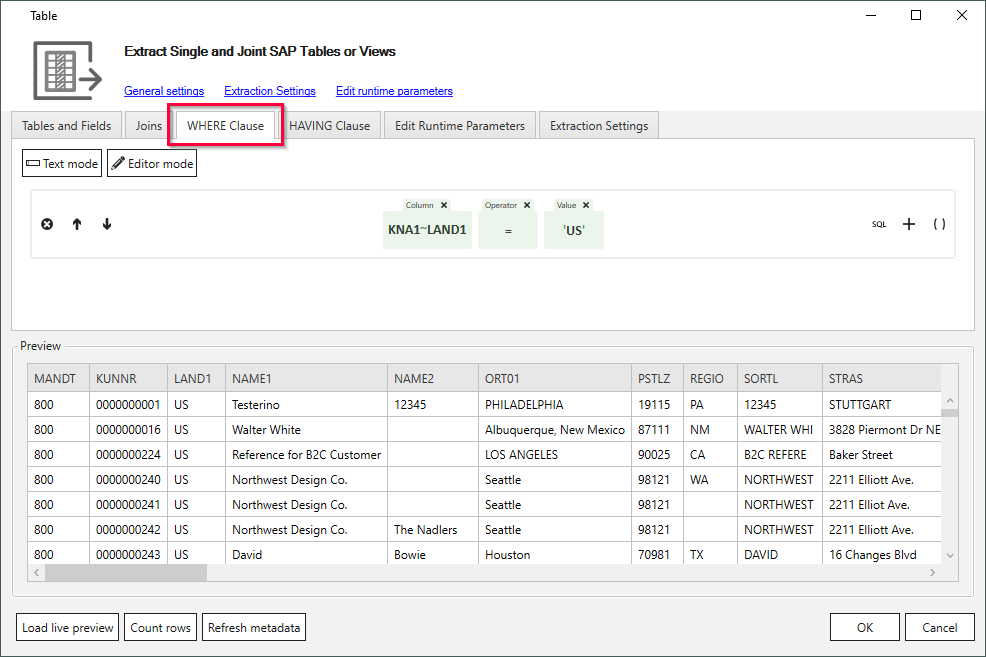 Table
Extract Single and Joint SAP Tables or Views
General settings Extraction Settings Edit runtime parameters
Tables and Fields Joins WHERE Clause HAVING Clause Edit Runtime Parameters Extraction Settings
Text mode Editor mode
Column Operator Value
KNA1~LAND1 = 'US' SQL + ( )
Preview
MANDT KUNNR LAND1 NAME1 NAME2 ORT01 PSTLZ REGIO SORTL STRAS
800 0000000001 US Testerino 12345 PHILADELPHIA 19115 PA 12345 STUTTGART
800 0000000016 US Walter White Albuquerque, New Mexico 87111 NM WALTER WHI 3828 Piermont Dr NE
800 0000000224 US Reference for B2C Customer LOS ANGELES 90025 CA B2C REFERE Baker Street
800 0000000240 US Northwest Design Co. Seattle 98121 WA NORTHWEST 2211 Elliott Ave.
800 0000000241 US Northwest Design Co. Seattle 98121 NORTHWEST 2211 Elliot Ave.
800 0000000242 US Northwest Design Co. The Nadlers Seattle 98121 NORTHWEST 2211 Elliott Ave.
800 0000000243 US David Bowie Houston 70981 TX DAVID 16 Changes Blvd
Load live preview Count rows Refresh metadata OK Cancel